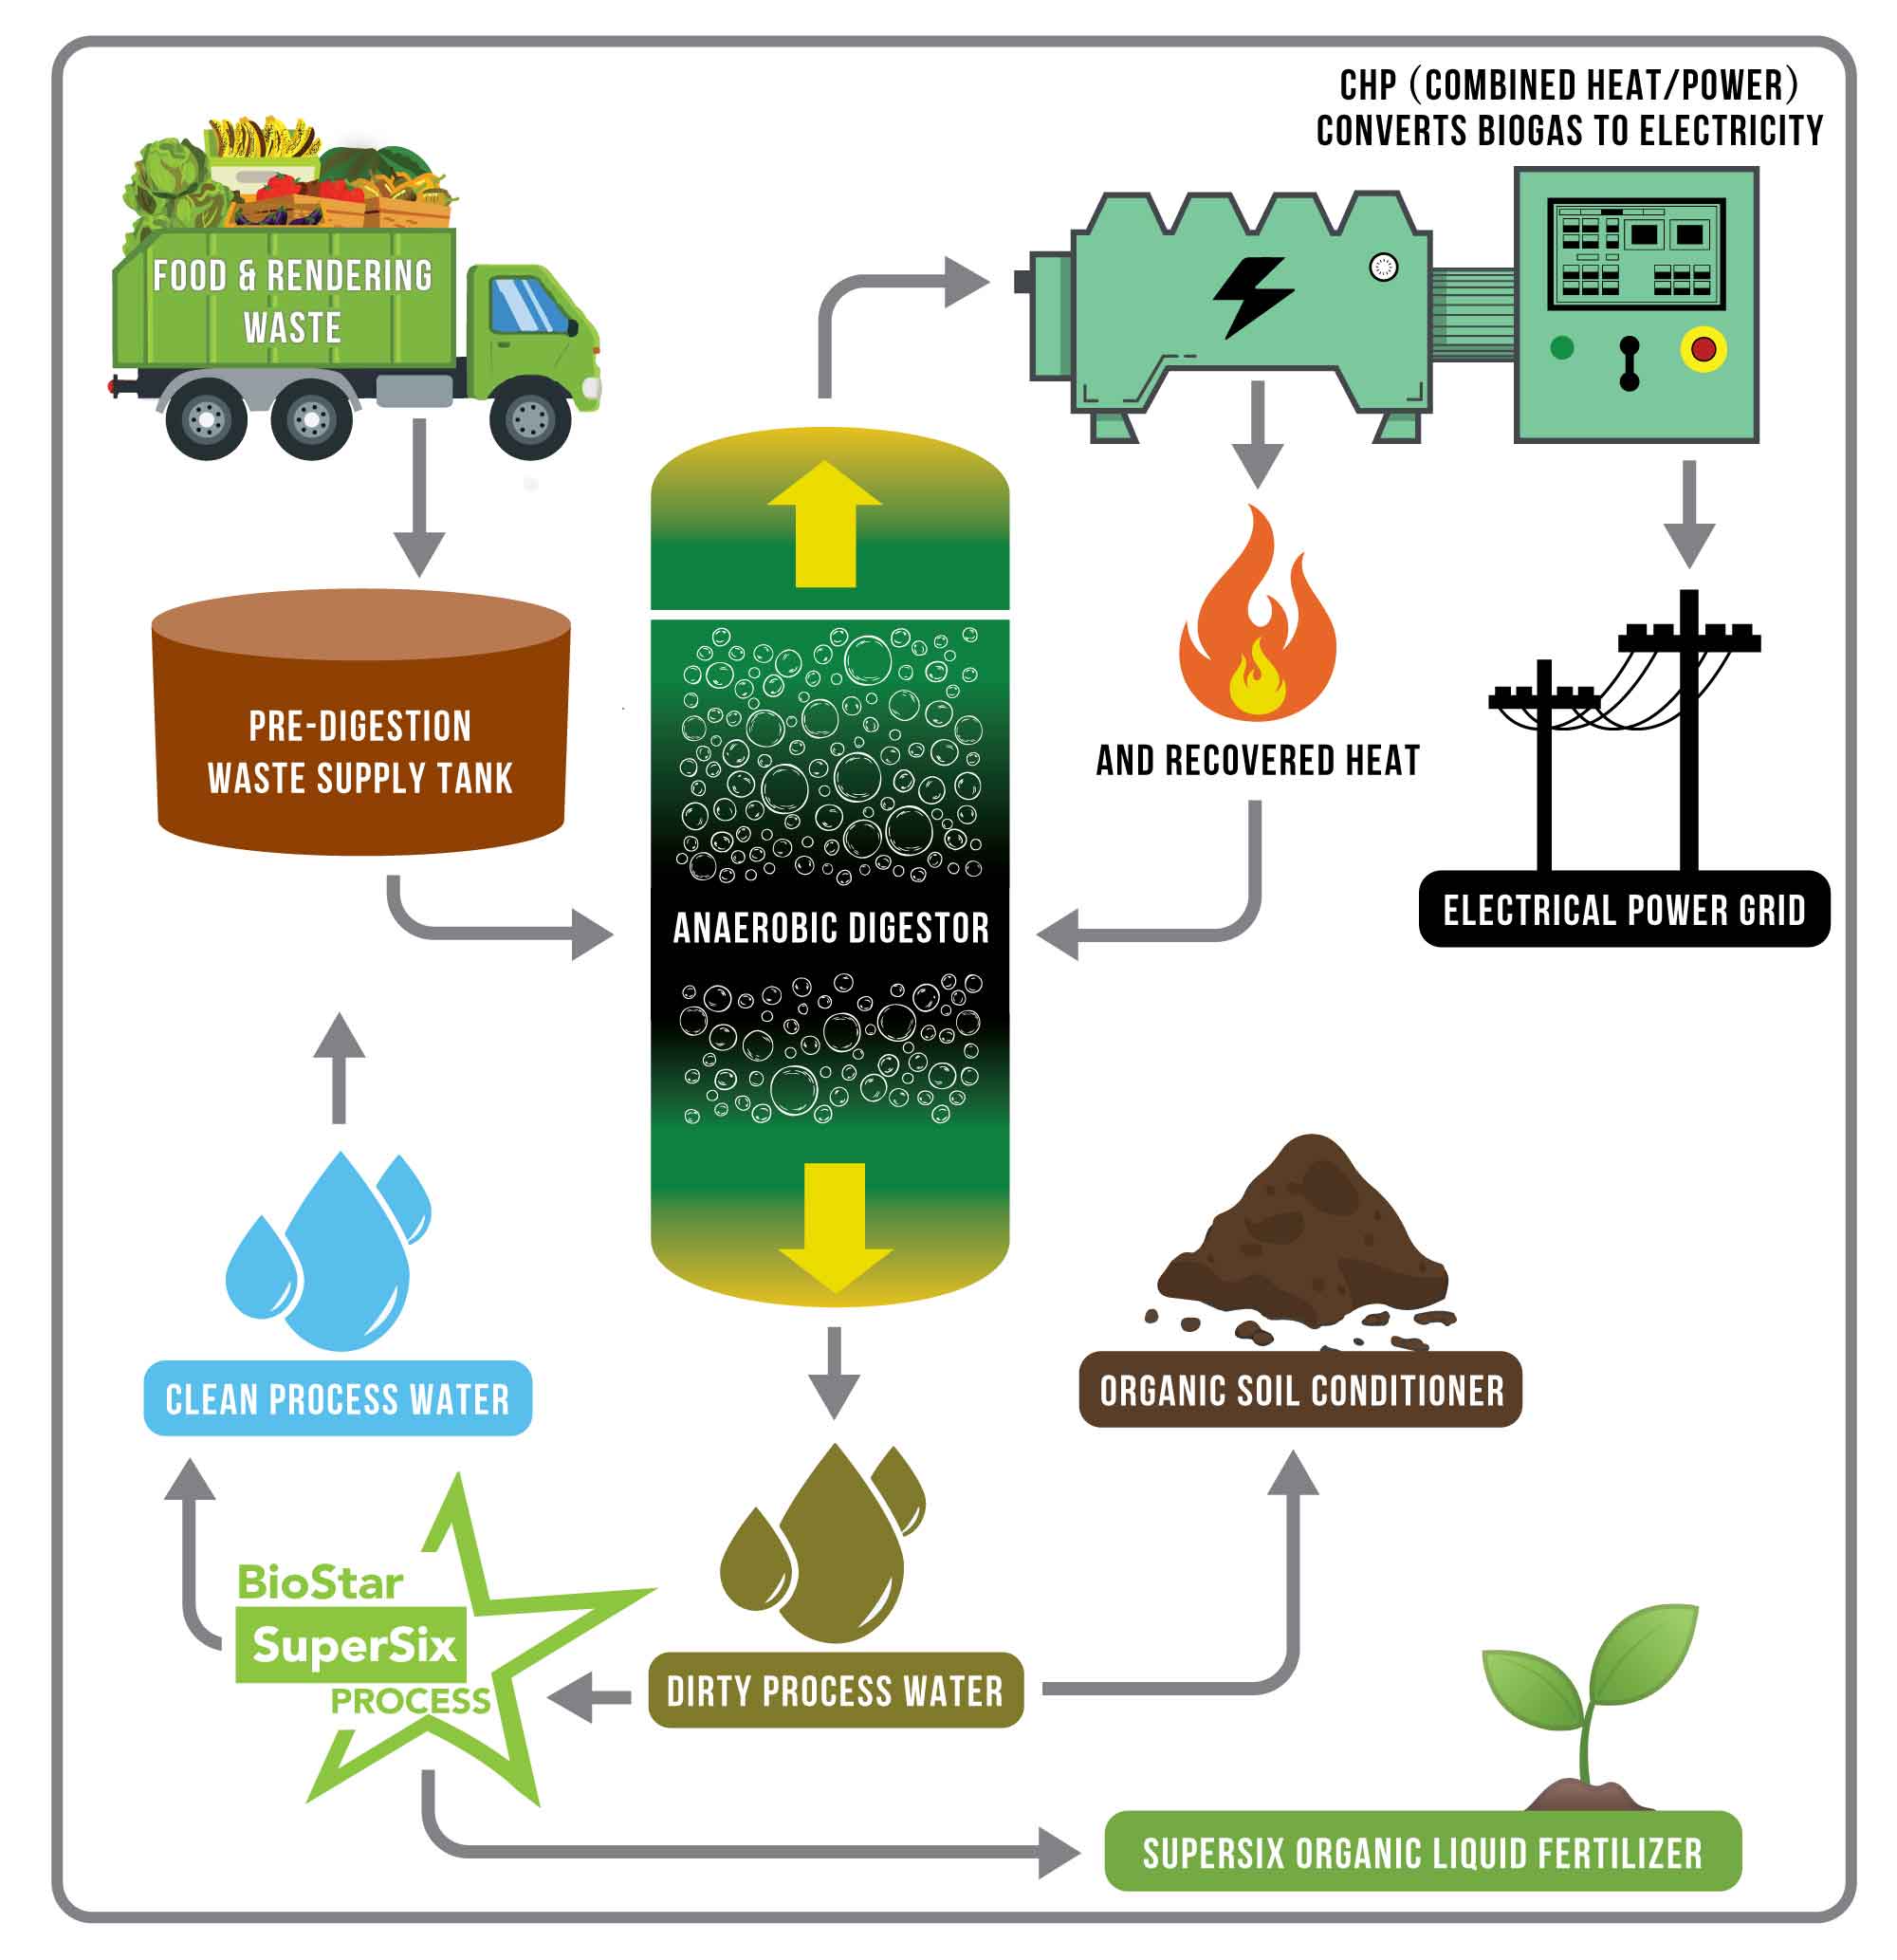 CHP (COMBINED HEAT/POWER)
CONVERTS BIOGAS TO ELECTRICITY
FOOD & RENDERING
WASTE
PRE-DIGESTION
WASTE SUPPLY TANK
AND RECOVERED HEAT
ELECTRICAL POWER GRID
ANAEROBIC DIGESTOR
CLEAN PROCESS WATER
ORGANIC SOIL CONDITIONER
BioStar
SuperSix
PROCESS
DIRTY PROCESS WATER
SUPERSIX ORGANIC LIQUID FERTILIZER